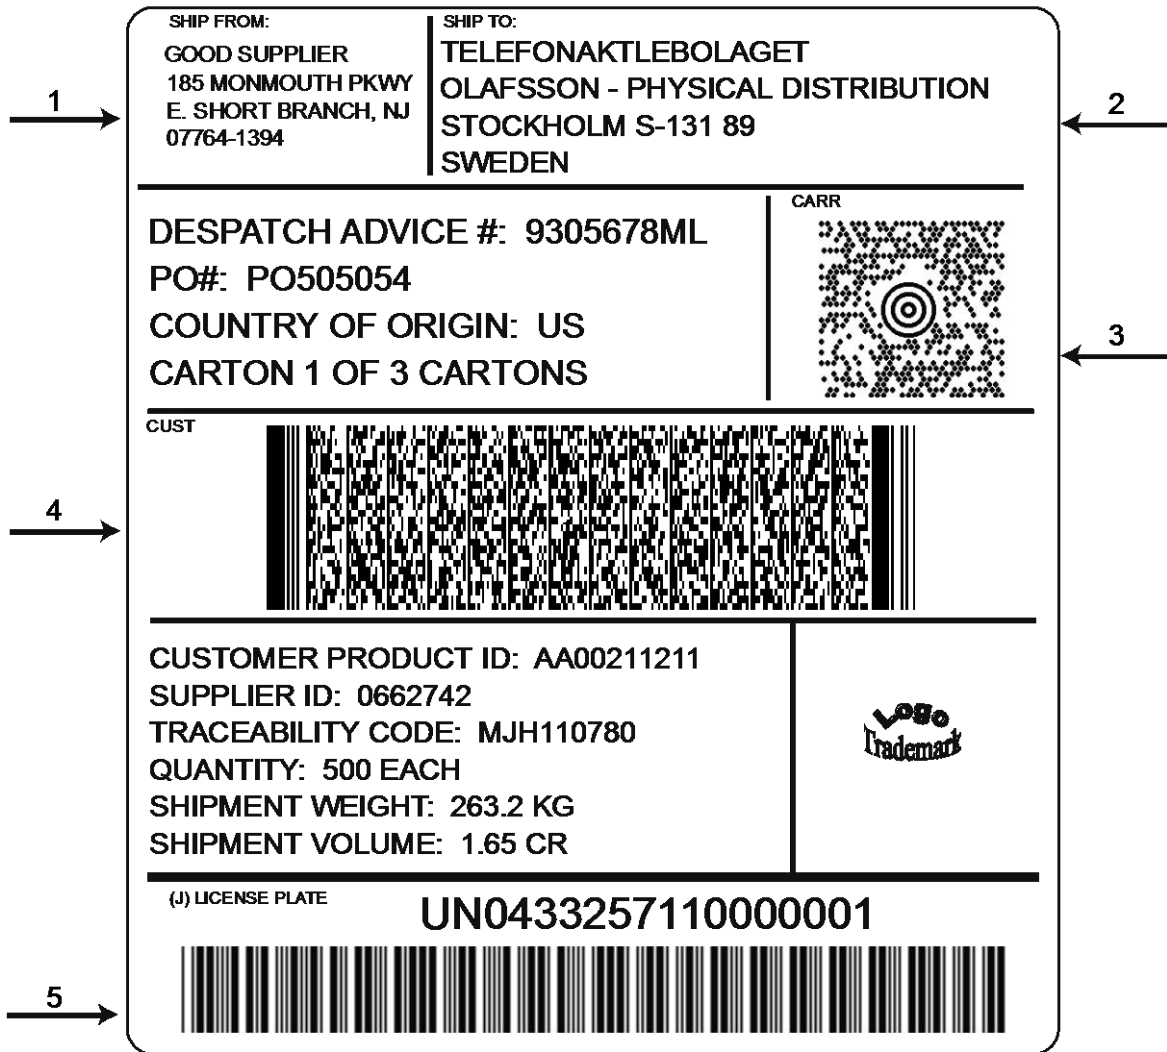 SHIP FROM:
GOOD SUPPLIER
185 MONMOUTH PKWY
E. SHORT BRANCH, NJ
07764-1394
SHIP TO:
TELEFONAKTLEBOLAGET
OLAFSSON - PHYSICAL DISTRIBUTION
STOCKHOLM S-131 89
SWEDEN
1
2
DESPATCH ADVICE #: 9305678ML
PO#: PO505054
COUNTRY OF ORIGIN: US
CARTON 1 OF 3 CARTONS
CARR
3
CUST
4
CUSTOMER PRODUCT ID: AA00211211
SUPPLIER ID: 0662742
TRACEABILITY CODE: MJH110780
QUANTITY: 500 EACH
SHIPMENT WEIGHT: 263.2 KG
SHIPMENT VOLUME: 1.65 CR
Logo
Trademark
(J) LICENSE PLATE
UN0433257110000001
5